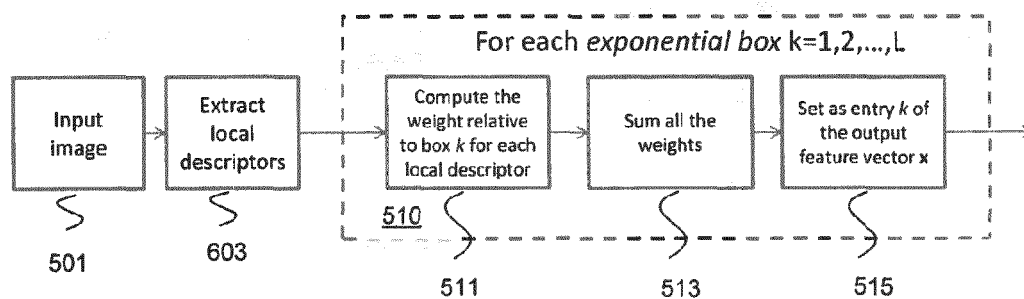 For each exponential box k=1,2,...,L
Input
image
Extract
local
descriptors
Compute the
weight relative
to box k for each
local descriptor
Sum all the
weights
Set as entry k of
the output
feature vector x
510
501
603
511
513
515